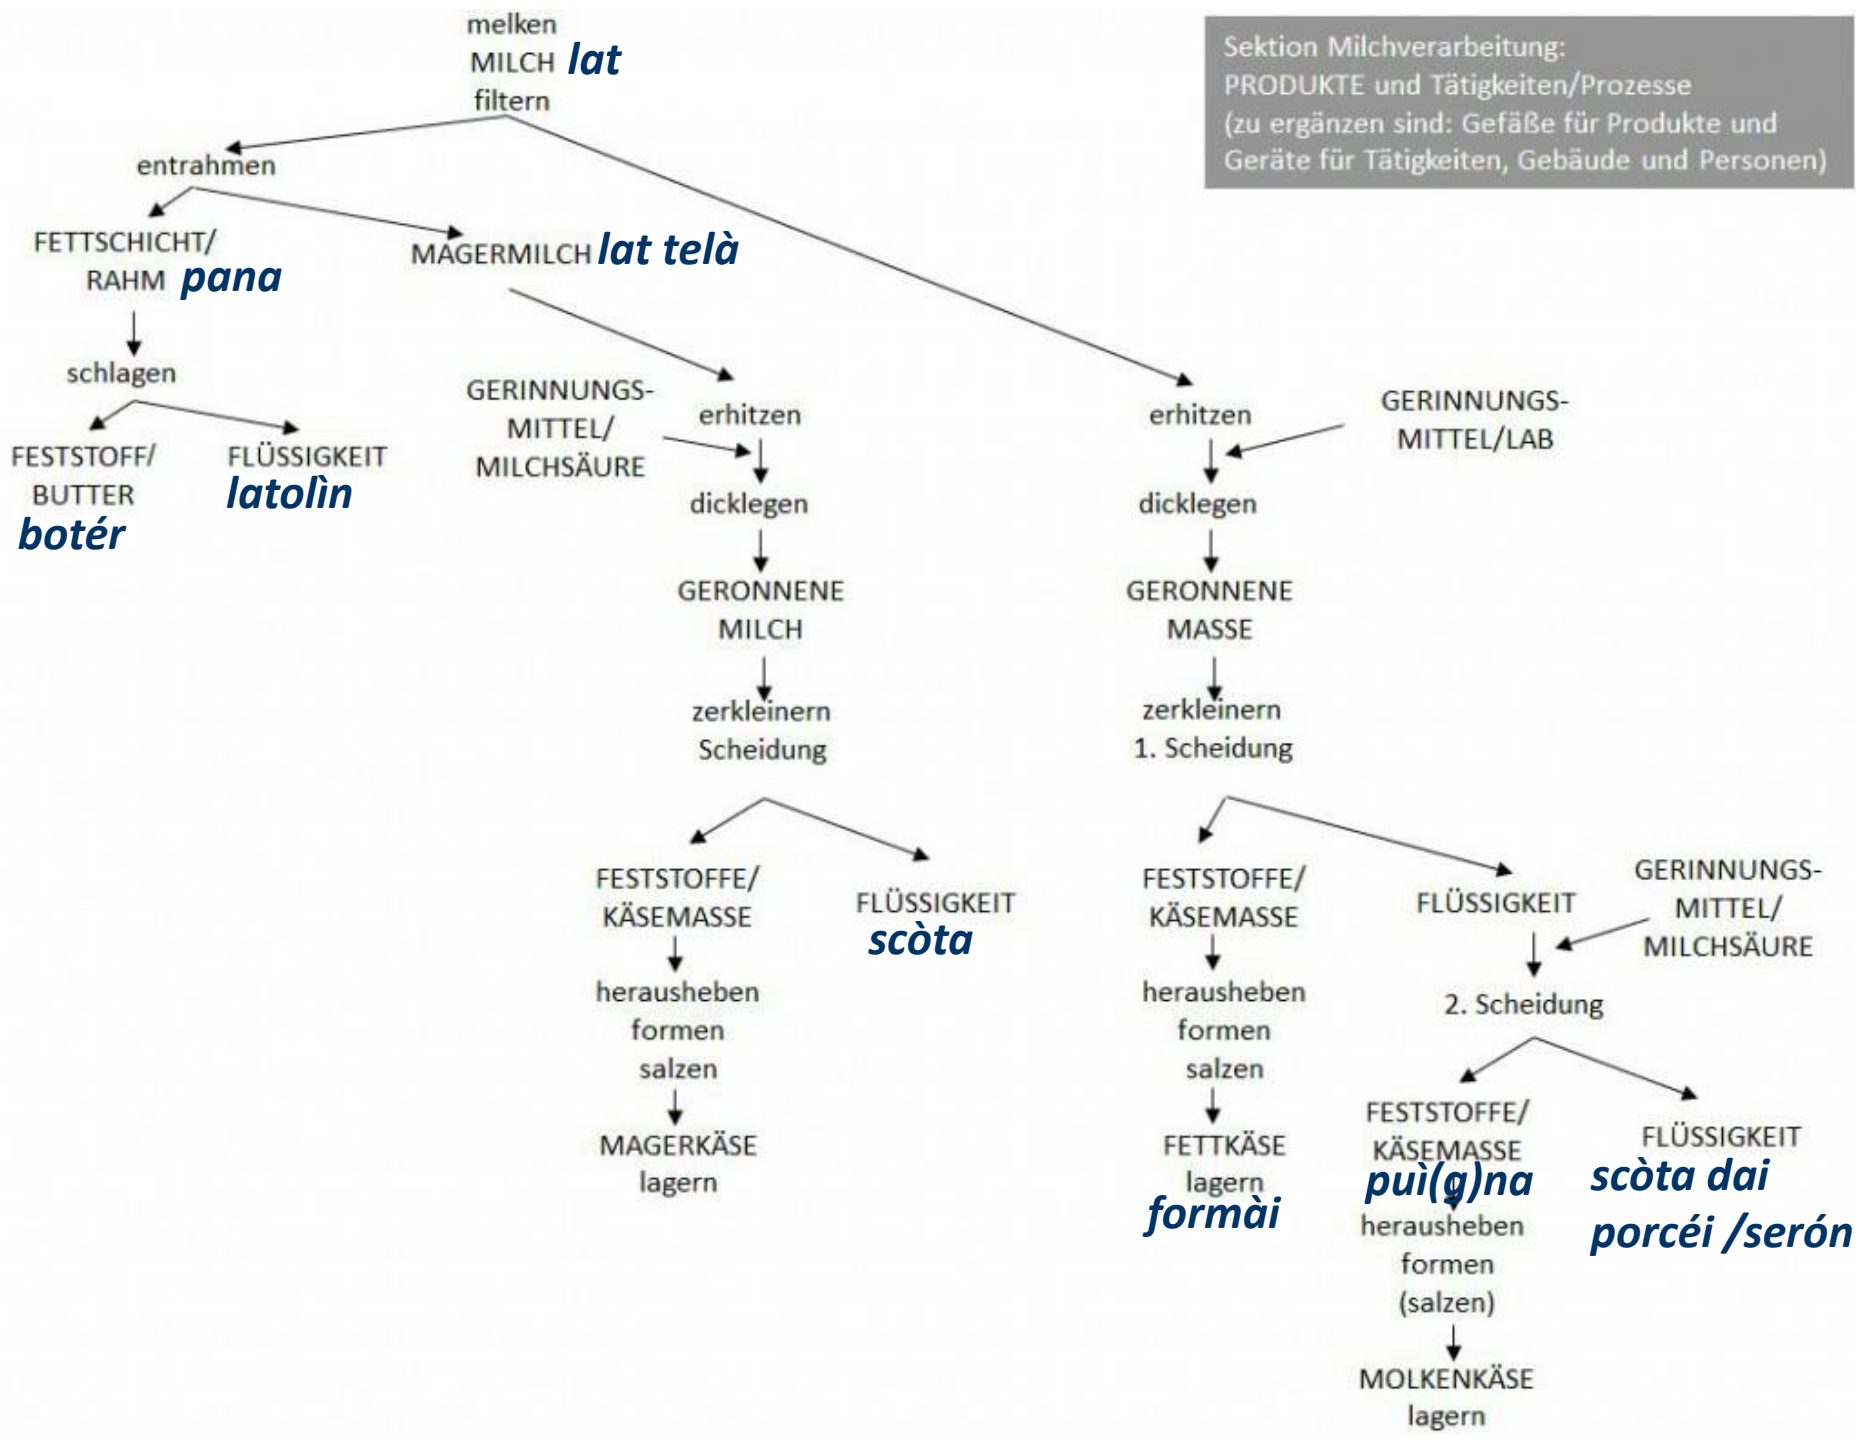 melken
MILCH lat
filtern
Sektion Milchverarbeitung:
PRODUKTE und Tätigkeiten/Prozesse
(zu ergänzen sind: Gefäße für Produkte und
Geräte für Tätigkeiten, Gebäude und Personen)
entrahmen
FETTSCHICHT/
RAHM pana
MAGERMILCH lat telà
schlagen
FESTSTOFF/
BUTTER
botér
FLÜSSIGKEIT
latolìn
GERINNUNGS-
MITTEL/
MILCHSÄURE
erhitzen
dicklegen
GERONNENE
MILCH
zerkleinern
Scheidung
FESTSTOFFE/
KÄSEMASSE
herausheben
formen
salzen
MAGERKÄSE
lagern
FLÜSSIGKEIT
scòta
erhitzen
GERINNUNGS-
MITTEL/LAB
dicklegen
GERONNENE
MASSE
zerkleinern
1. Scheidung
FESTSTOFFE/
KÄSEMASSE
herausheben
formen
salzen
FETTKÄSE
lagern
formài
FLÜSSIGKEIT
GERINNUNGS-
MITTEL/
MILCHSÄURE
2. Scheidung
FESTSTOFFE/
KÄSEMASSE
puì(g)na
herausheben
formen
(salzen)
MOLKENKÄSE
lagern
FLÜSSIGKEIT
scòta dai
porcéi /serón